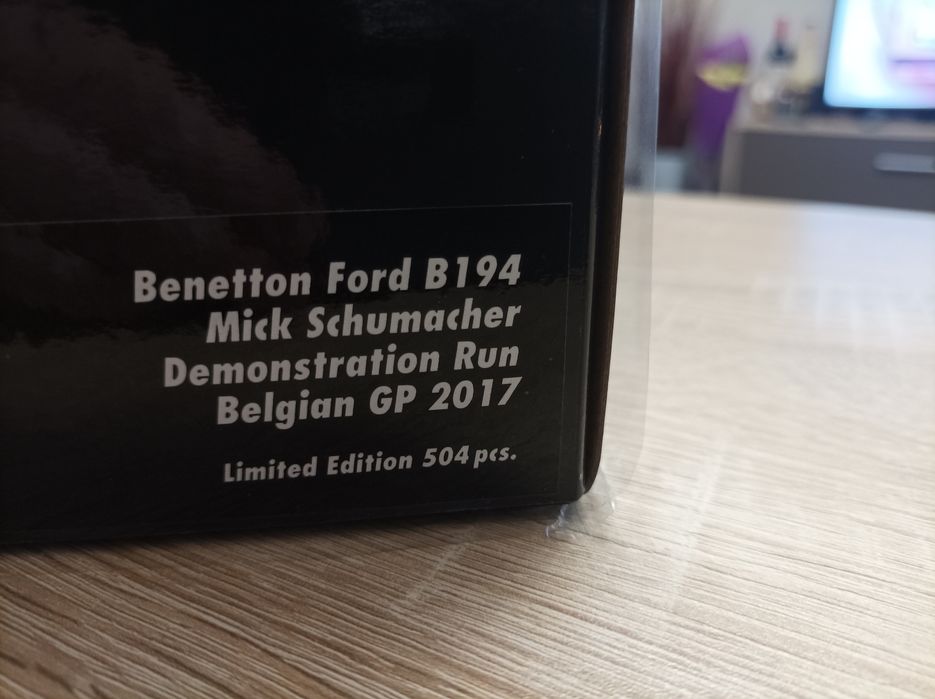 Benetton Ford B194
Mick Schumacher
Demonstration Run
Belgian GP 2017
Limited Edition 504 pcs.